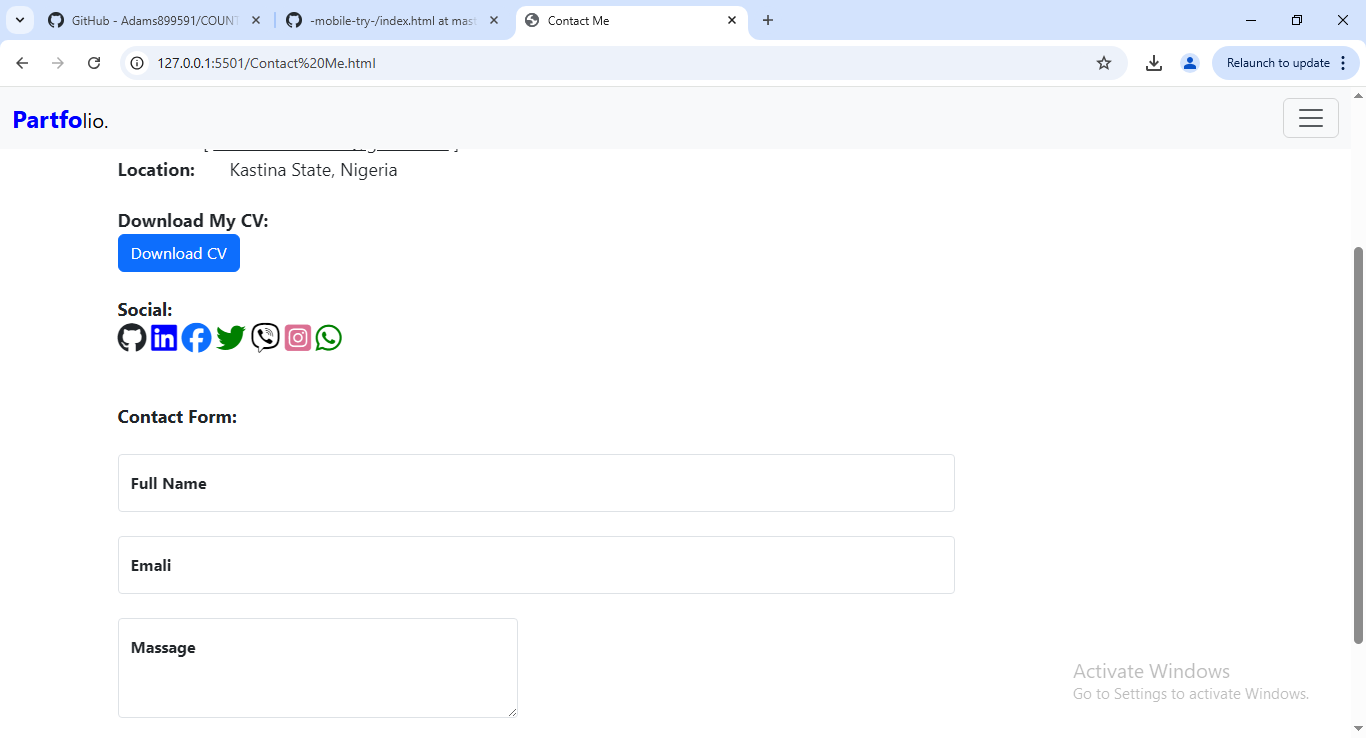 GitHub - Adams899591/COUNT
-mobile-try-/index.html at mast
Contact Me
127.0.0.1:5501/Contact%20Me.html
Relaunch to update
Partfolio.
Location: Kastina State, Nigeria
Download My CV:
Download CV
Social:
Contact Form:
Full Name
Emali
Massage
Activate Windows
Go to Settings to activate Windows.